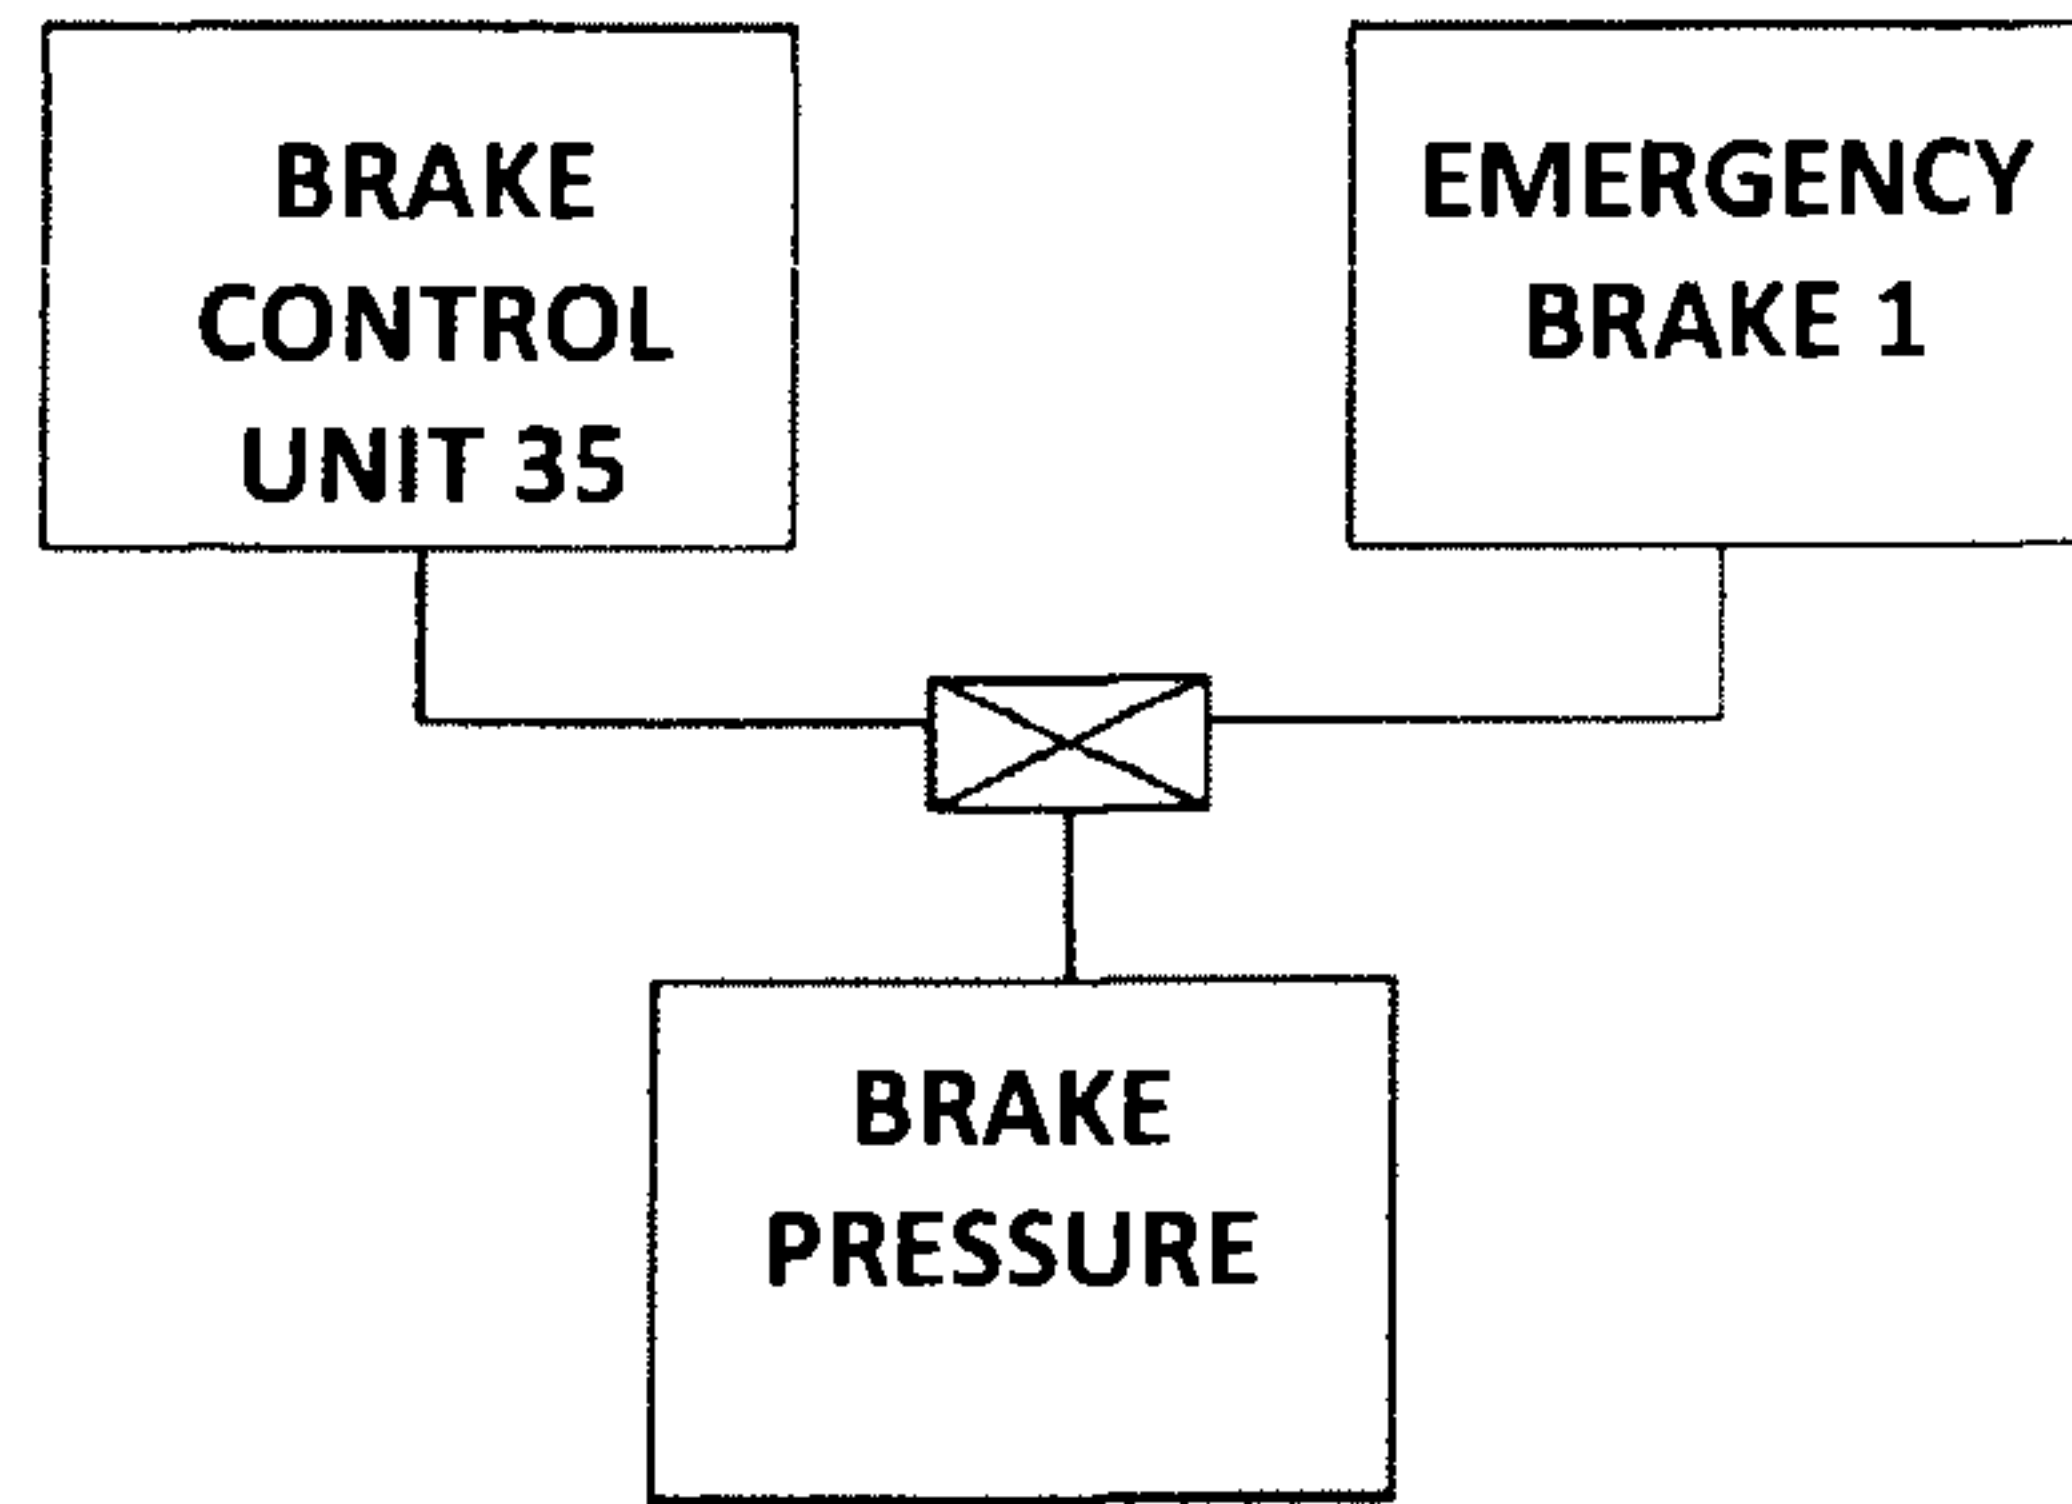 BRAKE
CONTROL
UNIT 35
EMERGENCY
BRAKE 1
BRAKE
PRESSURE